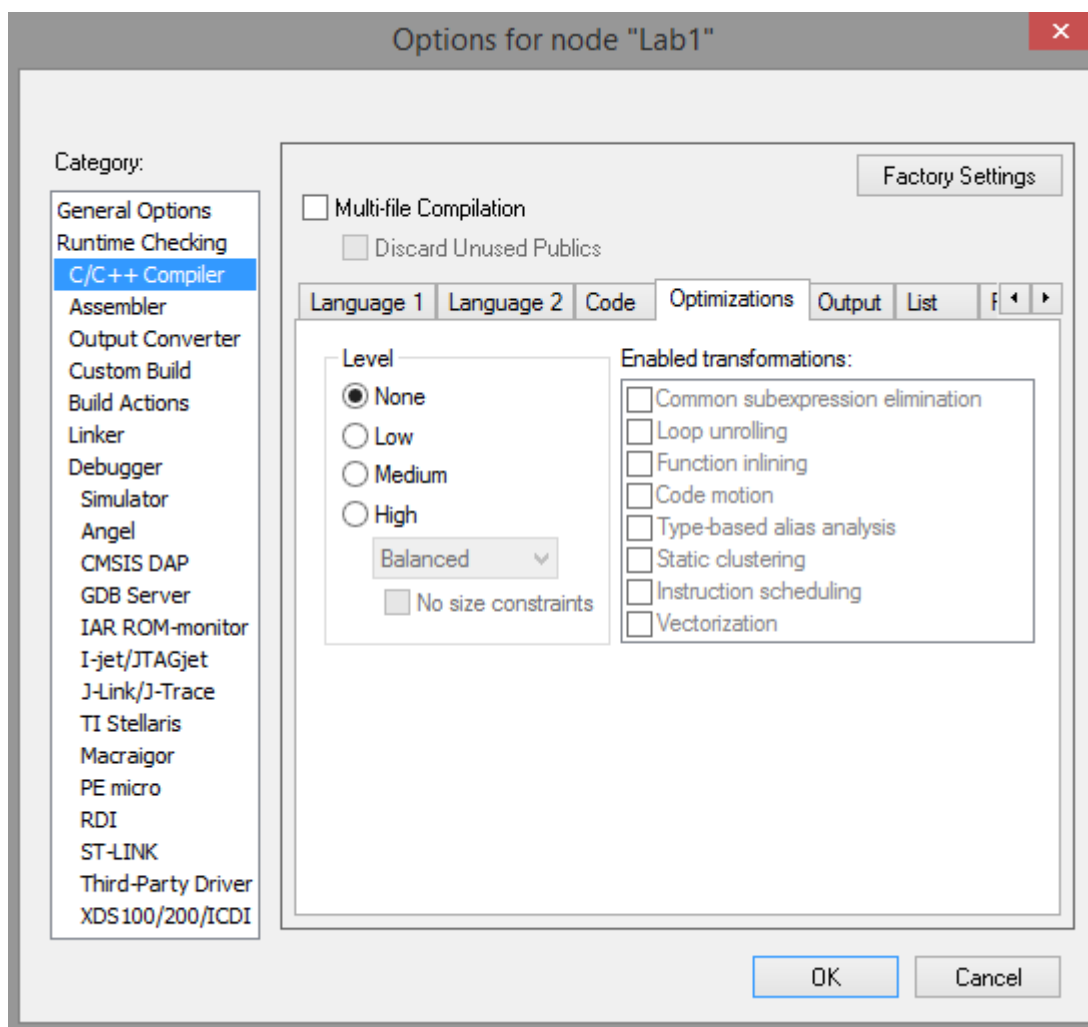 Options for node "Lab1"
Category:
General Options
Runtime Checking
C/C++ Compiler
Assembler
Output Converter
Custom Build
Build Actions
Linker
Debugger
Simulator
Angel
CMSIS DAP
GDB Server
IAR ROM-monitor
I-jet/JTAGjet
J-Link/J-Trace
TI Stellaris
Macraigor
PE micro
RDI
ST-LINK
Third-Party Driver
XDS100/200/ICDI
Factory Settings
Multi-file Compilation
Discard Unused Publics
Language 1 Language 2 Code Optimizations Output List
Level
None
Low
Medium
High
Balanced
No size constraints
Enabled transformations:
Common subexpression elimination
Loop unrolling
Function inlining
Code motion
Type-based alias analysis
Static clustering
Instruction scheduling
Vectorization
OK Cancel